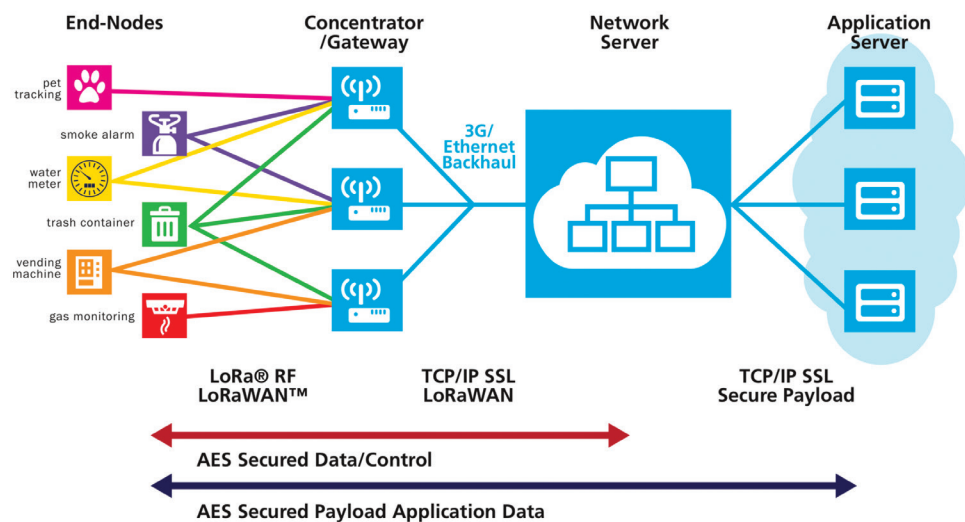 End-Nodes
Concentrator
/Gateway
Network
Server
Application
Server
pet
tracking
smoke alarm
water
meter
trash container
vending
machine
gas monitoring
3G/
Ethernet
Backhaul
LoRa® RF
LoRaWAN™
TCP/IP SSL
LoRaWAN
TCP/IP SSL
Secure Payload
AES Secured Data/Control
AES Secured Payload Application Data